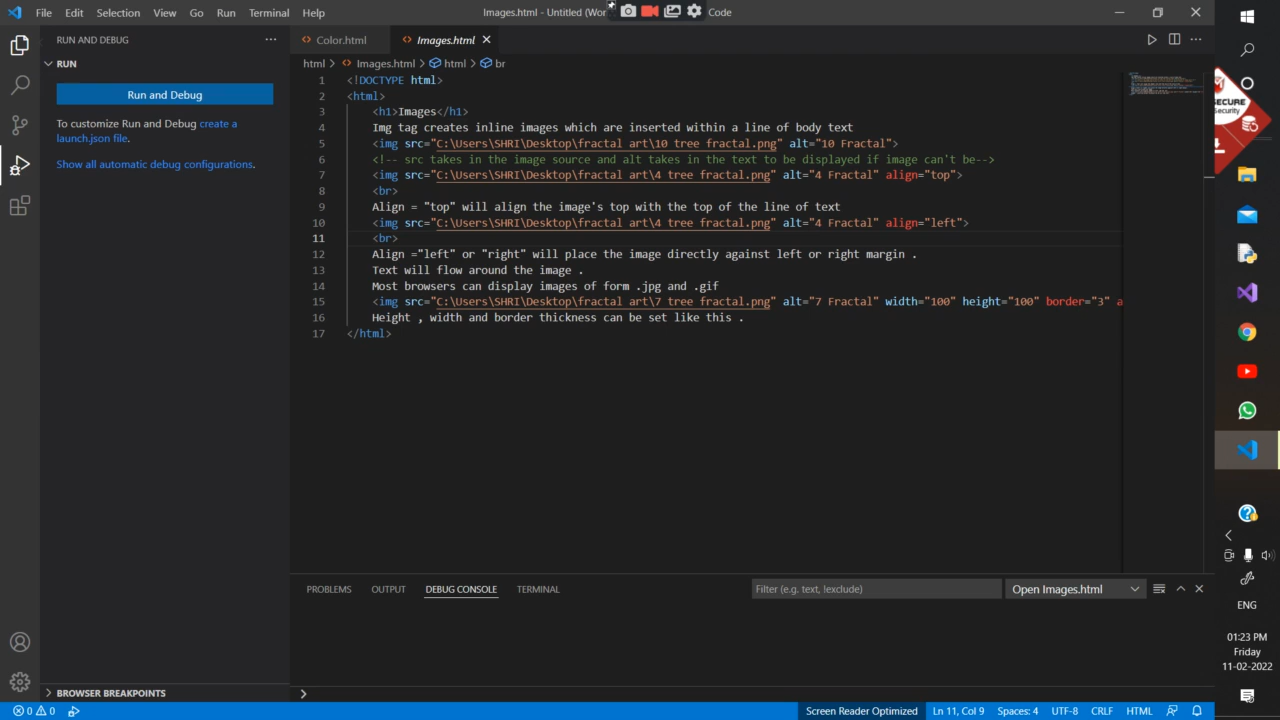 File Edit Selection View Go Run Terminal Help
Images.html - Untitled (Wor
Code
RUN AND DEBUG
RUN
Run and Debug
To customize Run and Debug create a
launch.json file.
Show all automatic debug configurations.
BROWSER BREAKPOINTS
Color.html
Images.html
html > Images.html > html > br
1 <!DOCTYPE html>
2 <html>
3 <h1>Images</h1>
4 Img tag creates inline images which are inserted within a line of body text
5 <img src="C:\Users\SHRI\Desktop\fractal art\10 tree fractal.png" alt="10 Fractal">
6 <!-- src takes in the image source and alt takes in the text to be displayed if image can't be-->
7 <img src="C:\Users\SHRI\Desktop\fractal art\4 tree fractal.png" alt="4 Fractal" align="top">
8 <br>
9 Align = "top" will align the image's top with the top of the line of text
10 <img src="C:\Users\SHRI\Desktop\fractal art\4 tree fractal.png" alt="4 Fractal" align="left">
11 <br>
12 Align ="left" or "right" will place the image directly against left or right margin .
13 Text will flow around the image .
14 Most browsers can display images of form .jpg and .gif
15 <img src="C:\Users\SHRI\Desktop\fractal art\7 tree fractal.png" alt="7 Fractal" width="100" height="100" border="3" a
16 Height , width and border thickness can be set like this .
17 </html>
PROBLEMS OUTPUT DEBUG CONSOLE TERMINAL
Filter (e.g. text, !exclude)
Open Images.html
0 0
Screen Reader Optimized Ln 11, Col 9 Spaces: 4 UTF-8 CRLF HTML
ECURE
Security
ENG
01:23 PM
Friday
11-02-2022